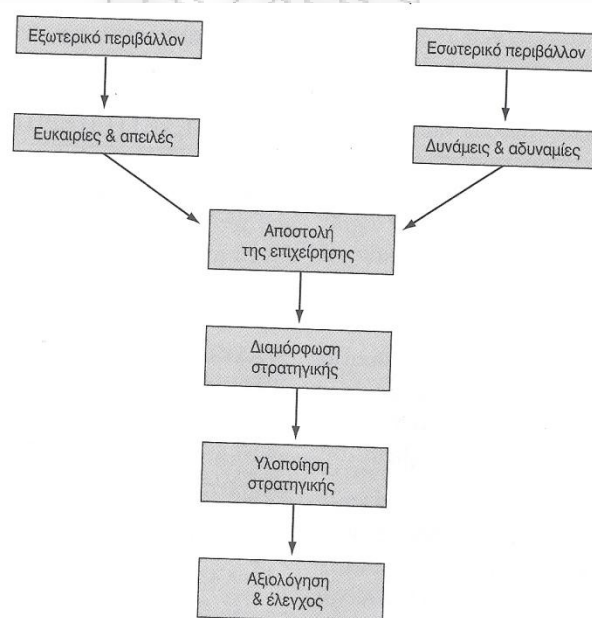 Εξωτερικό περιβάλλον
Εσωτερικό περιβάλλον
Ευκαιρίες & απειλές
Δυνάμεις & αδυναμίες
Αποστολή
της επιχείρησης
Διαμόρφωση
στρατηγικής
Υλοποίηση
στρατηγικής
Αξιολόγηση
& έλεγχος